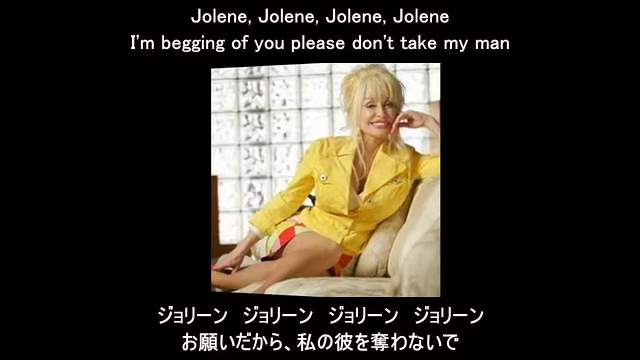 Jolene, Jolene, Jolene, Jolene
I'm begging of you please don't take my man
ジョリーン　ジョリーン　ジョリーン　ジョリーン
お願いだから、私の彼を奪わないで